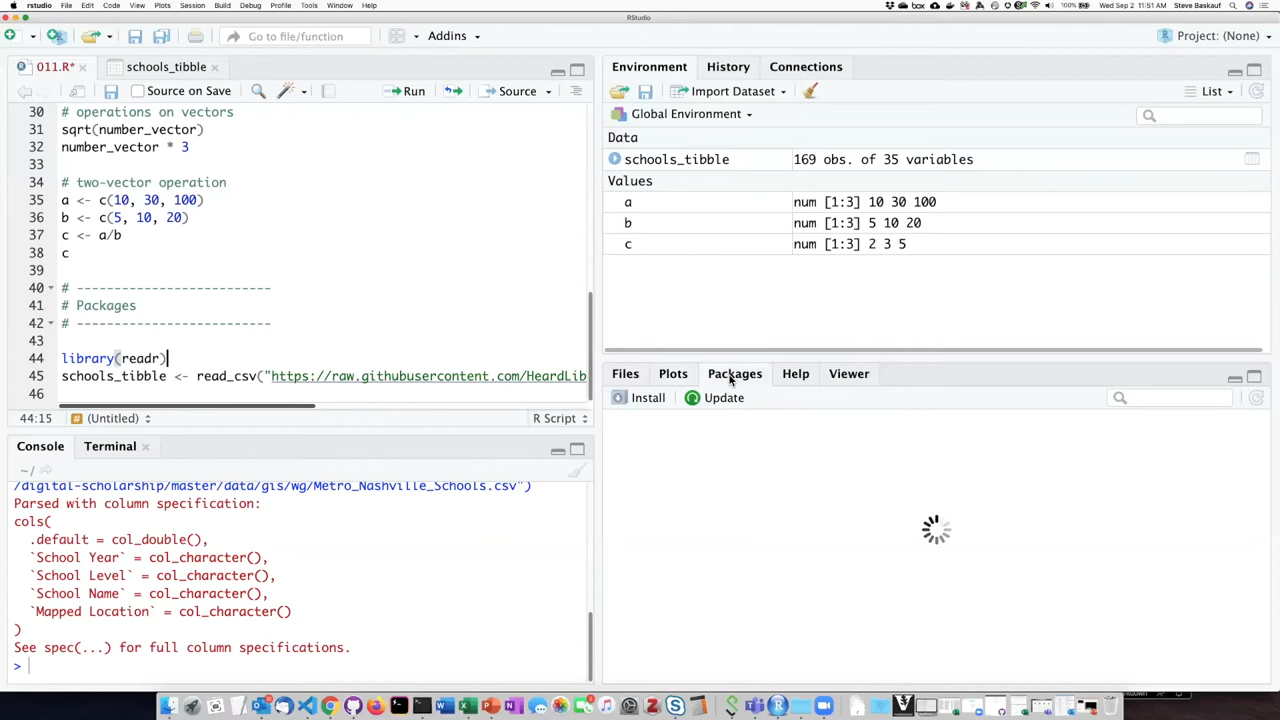 rstudio File Edit Code View Plots Session Build Debug Profile Tools Window Help
100% Wed Sep 2 11:51 AM Steve Baskauf
RStudio
Go to file/function Addins Project: (None)
011.R* schools_tibble
Source on Save Run Source
30 # operations on vectors
31 sqrt(number_vector)
32 number_vector * 3
33
34 # two-vector operation
35 a <- c(10, 30, 100)
36 b <- c(5, 10, 20)
37 c <- a/b
38 c
39
40 # --------------------------
41 # Packages
42 # --------------------------
43
44 library(readr)
45 schools_tibble <- read_csv("https://raw.githubusercontent.com/HeardLib
46
44:15 # (Untitled) R Script
Console Terminal
~/
/digital-scholarship/master/data/gis/wg/Metro_Nashville_Schools.csv")
Parsed with column specification:
cols(
.default = col_double(),
`School Year` = col_character(),
`School Level` = col_character(),
`School Name` = col_character(),
`Mapped Location` = col_character()
)
See spec(...) for full column specifications.
>
Environment History Connections
Import Dataset List
Global Environment
Data
schools_tibble 169 obs. of 35 variables
Values
a num [1:3] 10 30 100
b num [1:3] 5 10 20
c num [1:3] 2 3 5
Files Plots Packages Help Viewer
Install Update